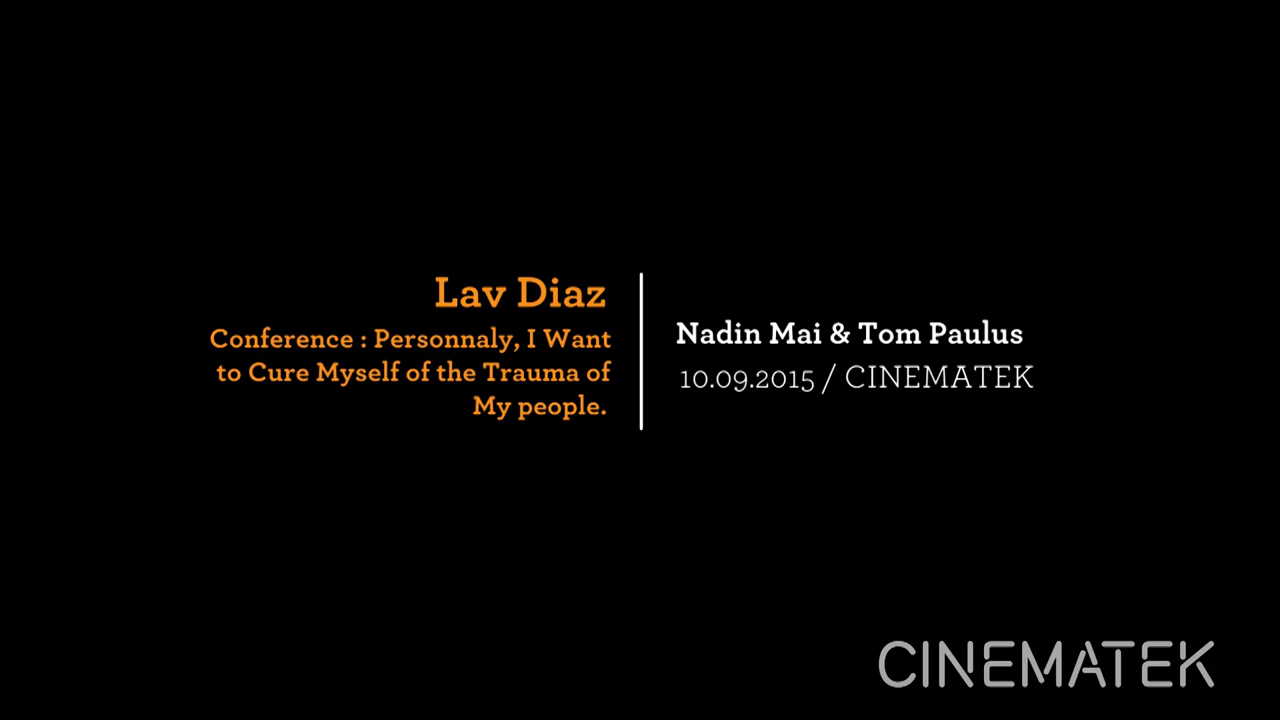 Lav Diaz
Conference : Personnaly, I Want
to Cure Myself of the Trauma of
My people.
Nadin Mai & Tom Paulus
10.09.2015 / CINEMATEK
CINEMATEK